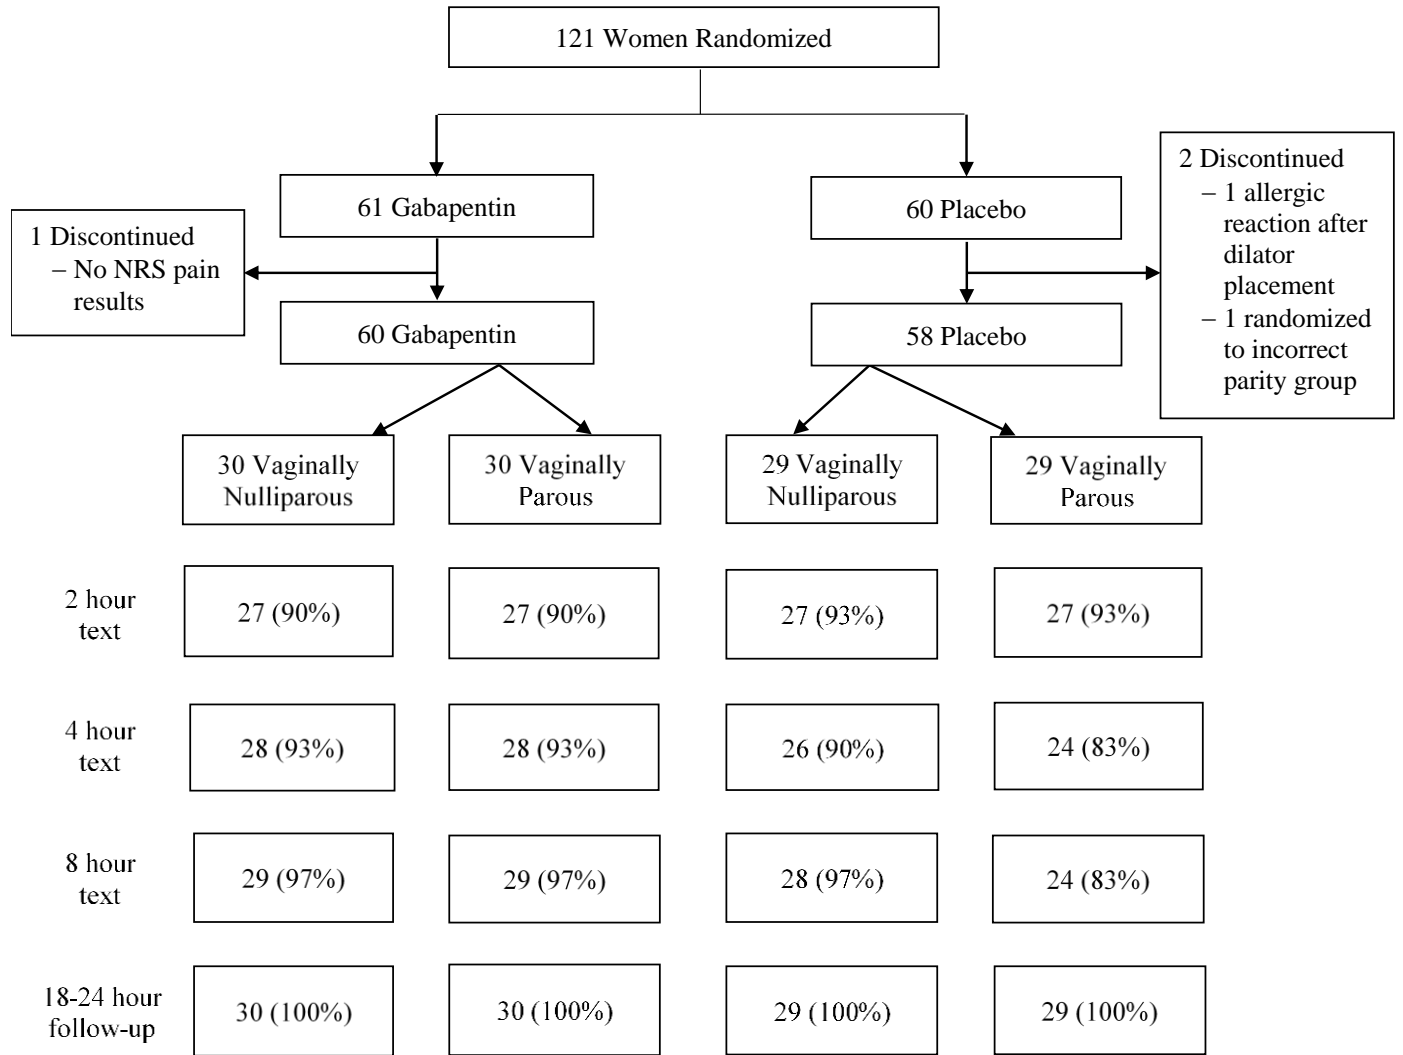 121 Women Randomized
61 Gabapentin
60 Placebo
1 Discontinued
– No NRS pain
results
2 Discontinued
– 1 allergic
reaction after
dilator
placement
– 1 randomized
to incorrect
parity group
60 Gabapentin
58 Placebo
30 Vaginally
Nulliparous
30 Vaginally
Parous
29 Vaginally
Nulliparous
29 Vaginally
Parous
2 hour
text
27 (90%)
27 (90%)
27 (93%)
27 (93%)
4 hour
text
28 (93%)
28 (93%)
26 (90%)
24 (83%)
8 hour
text
29 (97%)
29 (97%)
28 (97%)
24 (83%)
18-24 hour
follow-up
30 (100%)
30 (100%)
29 (100%)
29 (100%)